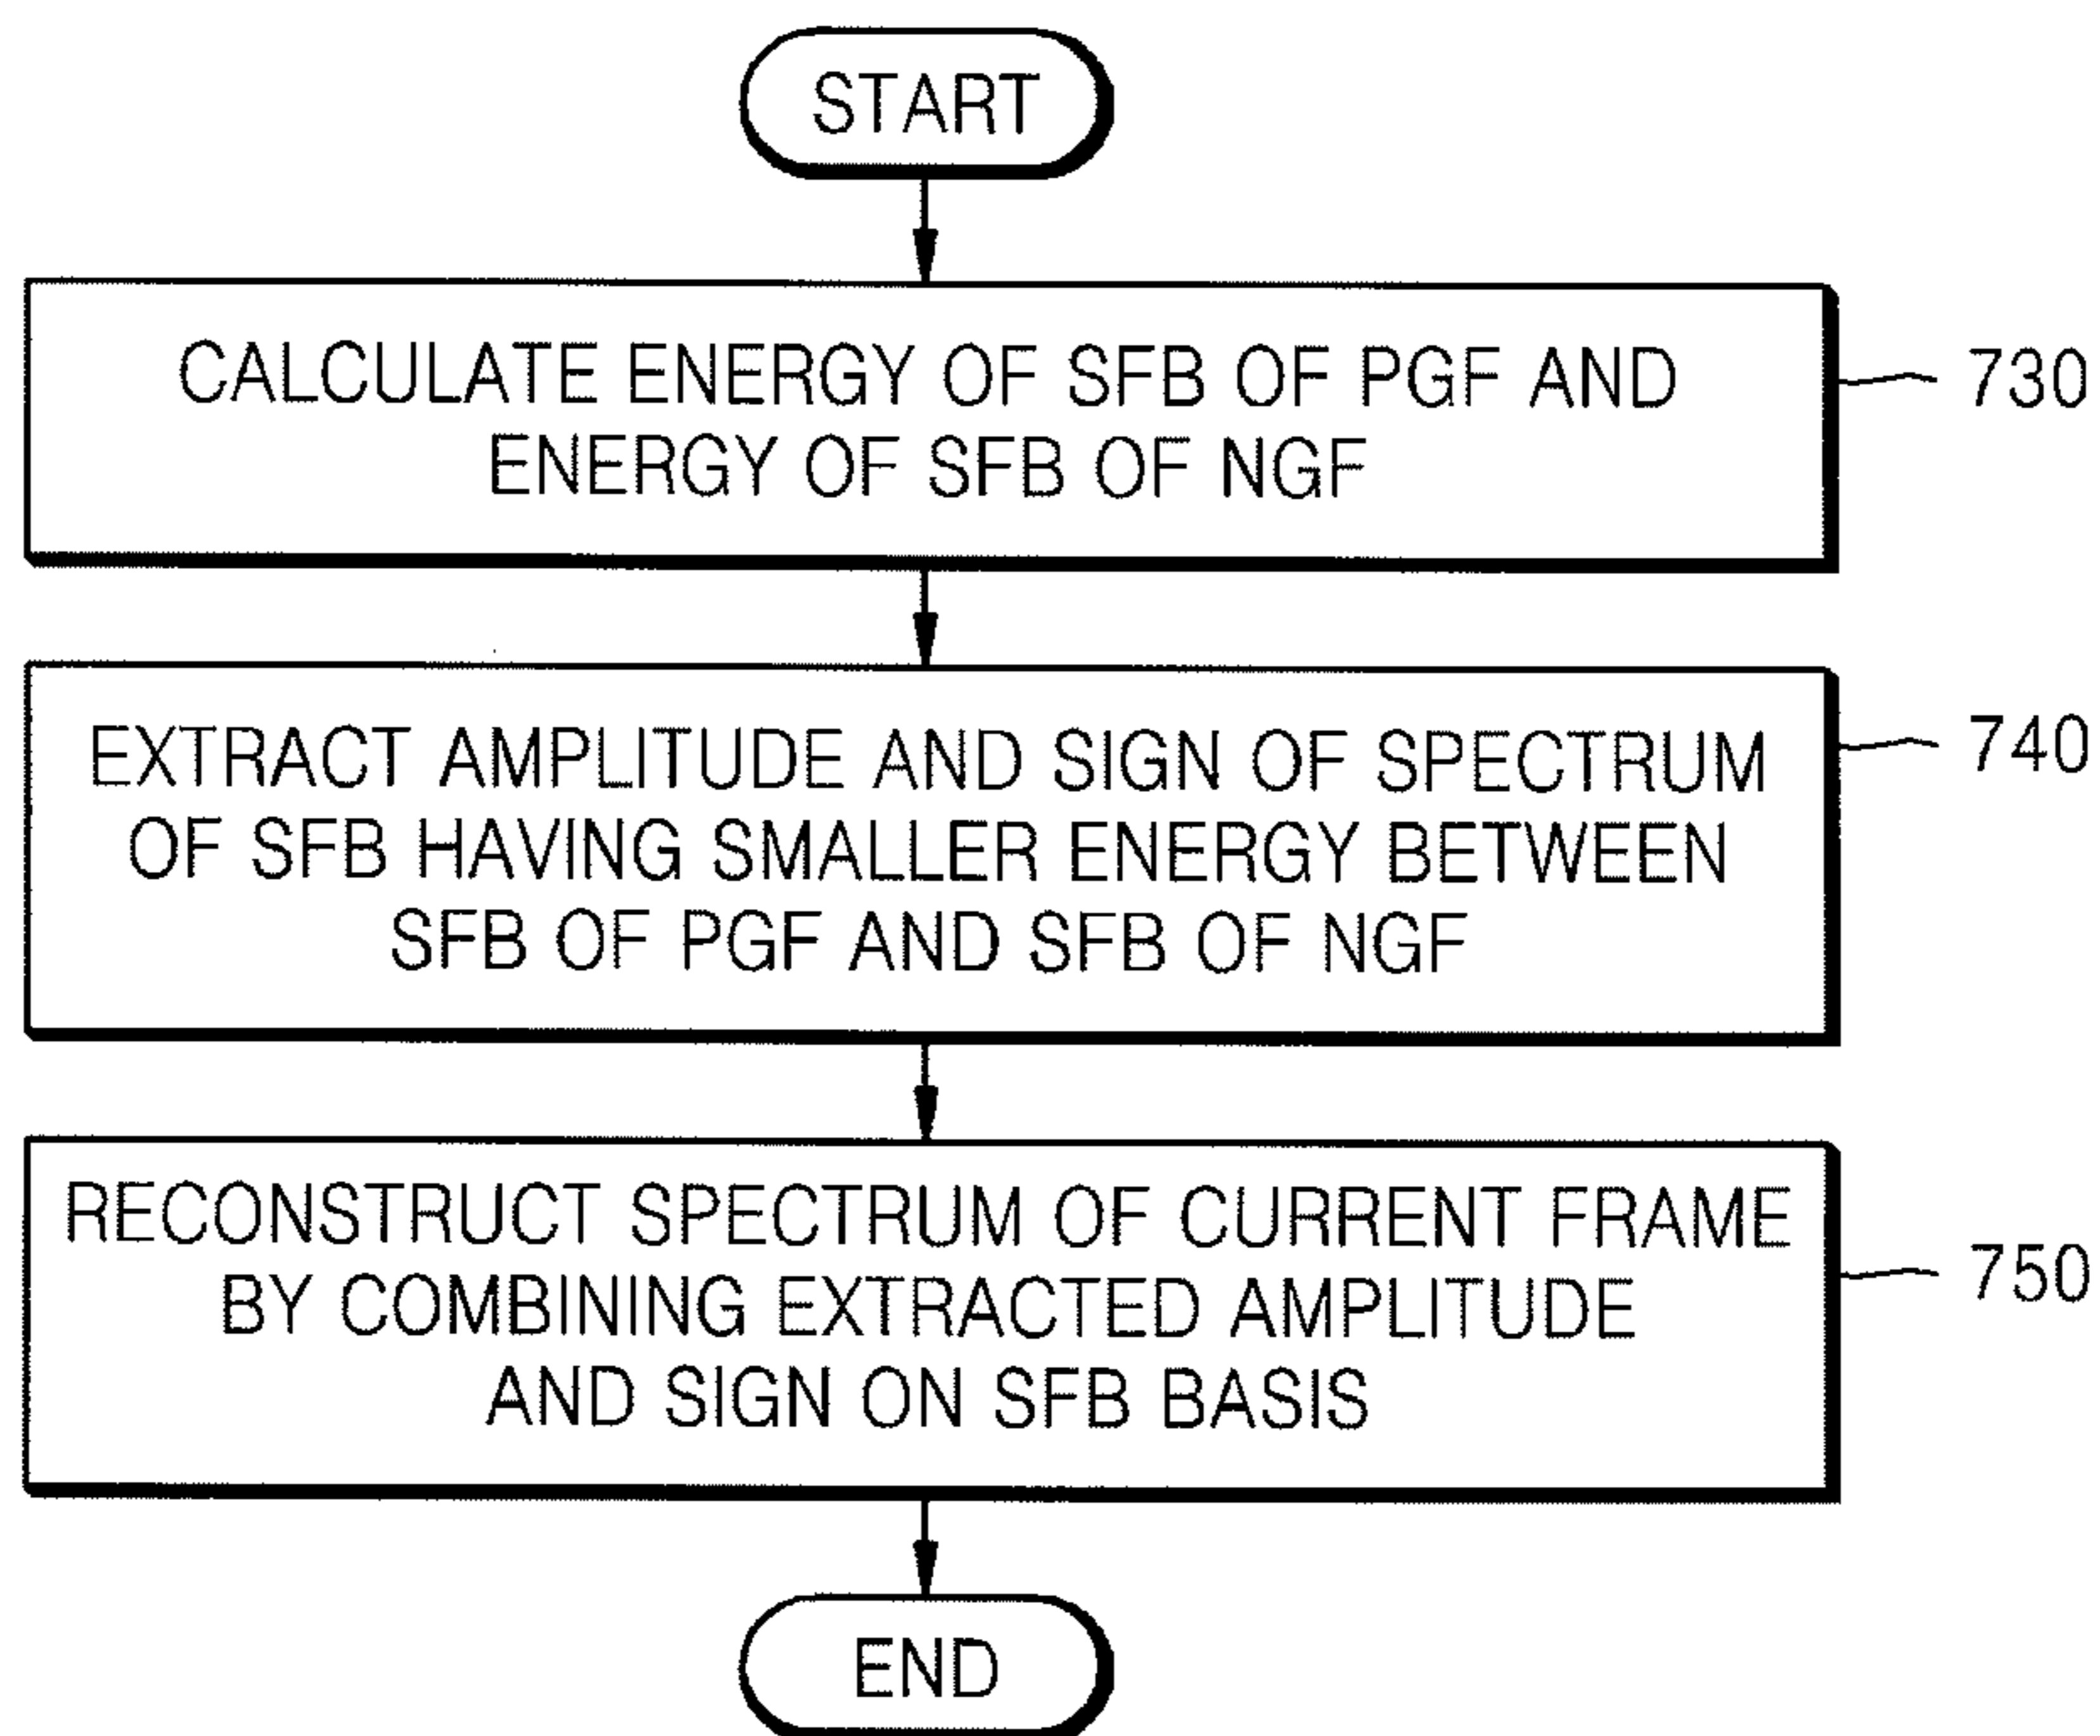 START
CALCULATE ENERGY OF SFB OF PGF AND
ENERGY OF SFB OF NGF
730
EXTRACT AMPLITUDE AND SIGN OF SPECTRUM
OF SFB HAVING SMALLER ENERGY BETWEEN
SFB OF PGF AND SFB OF NGF
740
RECONSTRUCT SPECTRUM OF CURRENT FRAME
BY COMBINING EXTRACTED AMPLITUDE
AND SIGN ON SFB BASIS
750
END